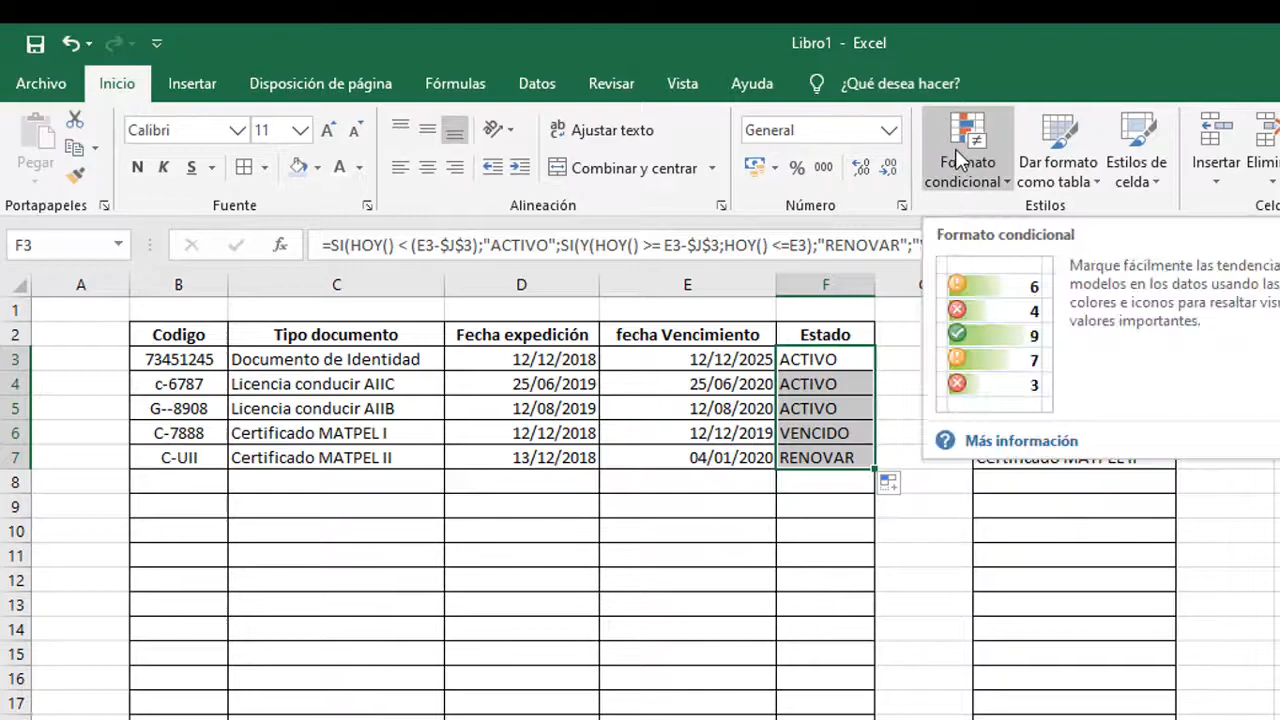 Libro1 - Excel
Archivo Inicio Insertar Disposición de página Fórmulas Datos Revisar Vista Ayuda ¿Qué desea hacer?
Pegar Calibri 11 N K S A Ajustar texto Combinar y centrar General % 000 Formato condicional Dar formato como tabla Estilos de celda Insertar Elimi
Portapapeles Fuente Alineación Número Estilos Celd
F3 fx =SI(HOY() < (E3-$J$3);"ACTIVO";SI(Y(HOY() >= E3-$J$3;HOY() <=E3);"RENOVAR";"
Formato condicional
6
4
9
7
3
Marque fácilmente las tendencia
modelos en los datos usando las
colores e iconos para resaltar vis
valores importantes.
Más información
A B C D E F
1
2 Codigo Tipo documento Fecha expedición fecha Vencimiento Estado
3 73451245 Documento de Identidad 12/12/2018 12/12/2025 ACTIVO
4 c-6787 Licencia conducir AIIC 25/06/2019 25/06/2020 ACTIVO
5 G--8908 Licencia conducir AIIB 12/08/2019 12/08/2020 ACTIVO
6 C-7888 Certificado MATPEL I 12/12/2018 12/12/2019 VENCIDO
7 C-UII Certificado MATPEL II 13/12/2018 04/01/2020 RENOVAR Certificado MATPEL II
8
9
10
11
12
13
14
15
16
17